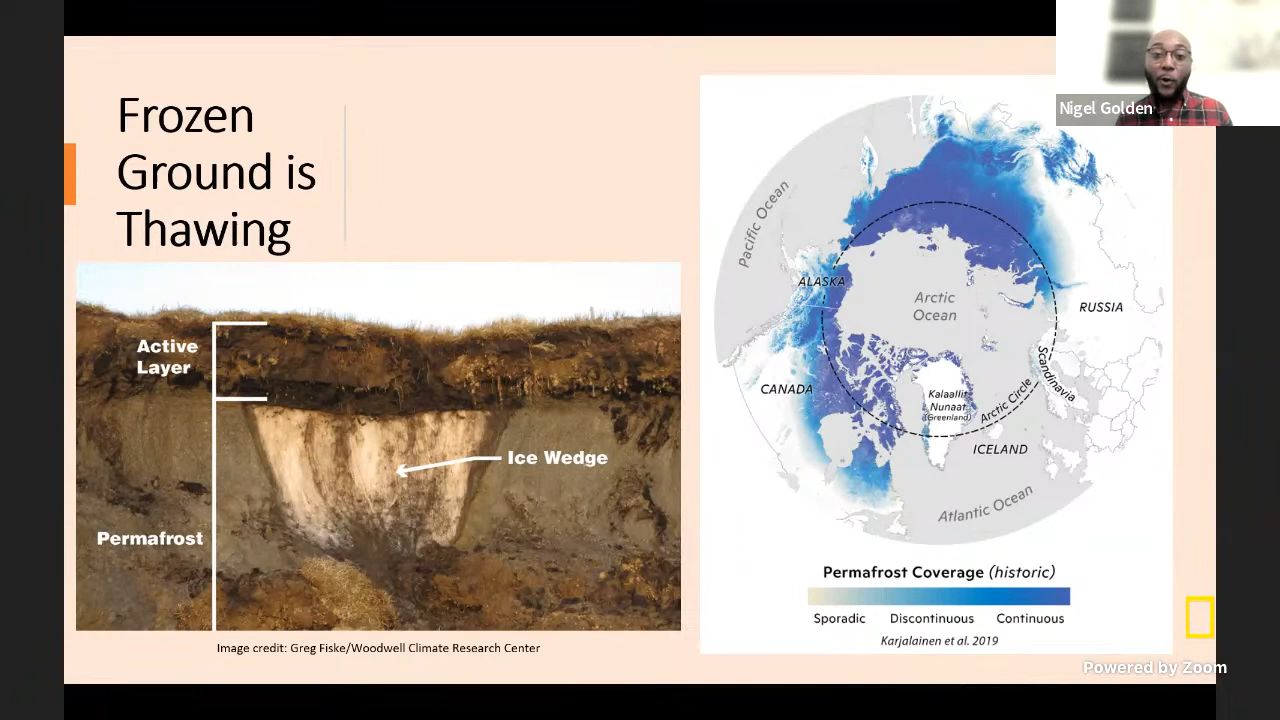 Frozen
Ground is
Thawing
Active
Layer
Ice Wedge
Permafrost
Image credit: Greg Fiske/Woodwell Climate Research Center
Nigel Golden
Pacific Ocean
ALASKA
Arctic
Ocean
RUSSIA
Scandinavia
CANADA
Kalaallit
Nunaat
(Greenland)
Arctic Circle
ICELAND
Atlantic Ocean
Permafrost Coverage (historic)
Sporadic Discontinuous Continuous
Karjalainen et al. 2019
Powered by Zoom